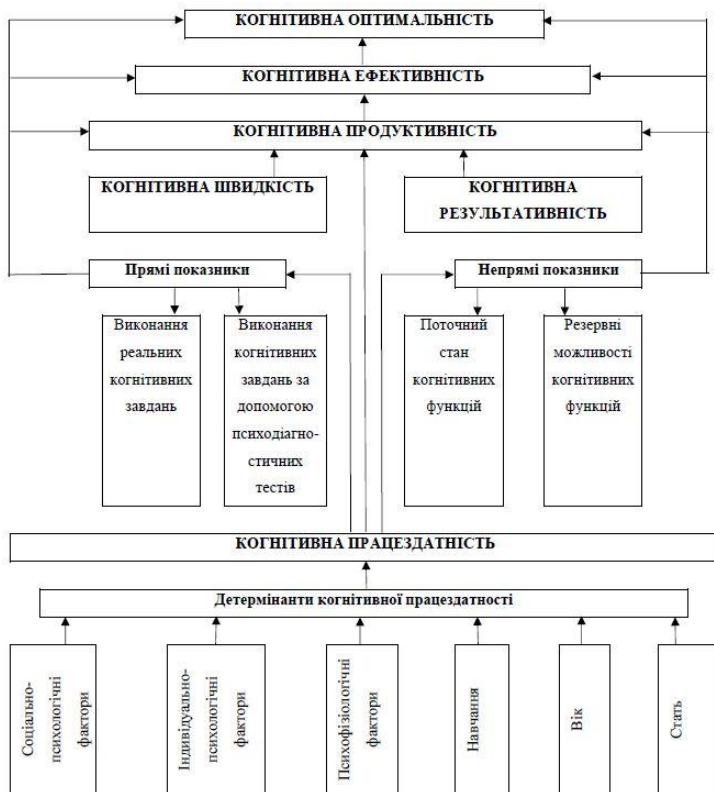 КОГНІТИВНА ОПТИМАЛЬНІСТЬ
КОГНІТИВНА ЕФЕКТИВНІСТЬ
КОГНІТИВНА ПРОДУКТИВНІСТЬ
КОГНІТИВНА ШВИДКІСТЬ
КОГНІТИВНА
РЕЗУЛЬТАТИВНІСТЬ
Прямі показники
Непрямі показники
Виконання
реальних
когнітивних
завдань
Виконання
когнітивних
завдань за
допомогою
психодіагно-
стичних
тестів
Поточний
стан
когнітивних
функцій
Резервні
можливості
когнітивних
функцій
КОГНІТИВНА ПРАЦЕЗДАТНІСТЬ
Детермінанти когнітивної працездатності
Соціально-
психологічні
фактори
Індивідуально-
психологічні
фактори
Психофізіологічні
фактори
Навчання
Вік
Стать